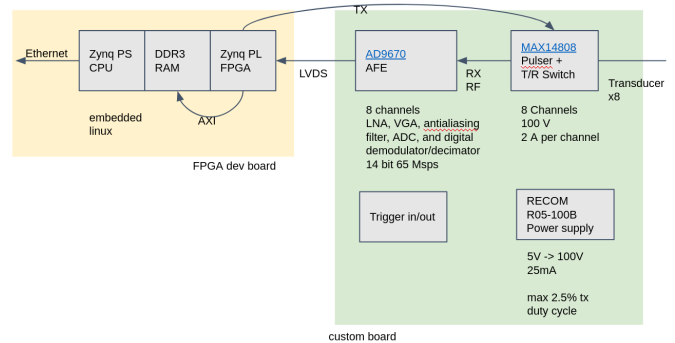 TX
Ethernet
Zynq PS
CPU
DDR3
RAM
Zynq PL
FPGA
LVDS
AD9670
AFE
RX
RF
MAX14808
Pulser +
T/R Switch
Transducer
x8
AXI
embedded
linux
FPGA dev board
8 channels
LNA, VGA, antialiasing
filter, ADC, and digital
demodulator/decimator
14 bit 65 Msps
8 Channels
100 V
2 A per channel
Trigger in/out
RECOM
R05-100B
Power supply
5V -> 100V
25mA
max 2.5% tx
duty cycle
custom board